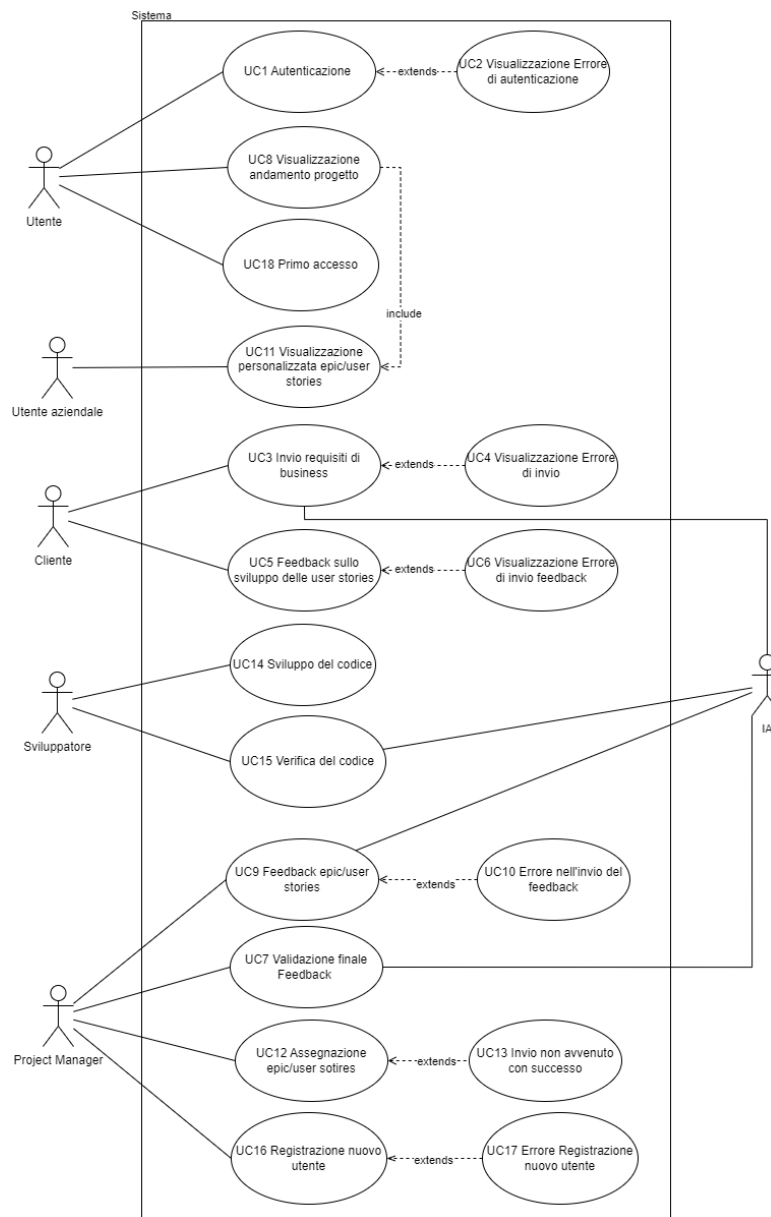 Sistema
UC1 Autenticazione
extends
UC2 Visualizzazione Errore
di autenticazione
UC8 Visualizzazione
andamento progetto
Utente
UC18 Primo accesso
include
UC11 Visualizzazione
personalizzata epic/user
stories
Utente aziendale
UC3 Invio requisiti di
business
extends
UC4 Visualizzazione Errore
di invio
Cliente
UC5 Feedback sullo
sviluppo delle user stories
extends
UC6 Visualizzazione Errore
di invio feedback
UC14 Sviluppo del codice
Sviluppatore
IA
UC15 Verifica del codice
UC9 Feedback epic/user
stories
extends
UC10 Errore nell'invio del
feedback
UC7 Validazione finale
Feedback
Project Manager
UC12 Assegnazione
epic/user sotires
extends
UC13 Invio non avvenuto
con successo
UC16 Registrazione nuovo
utente
extends
UC17 Errore Registrazione
nuovo utente